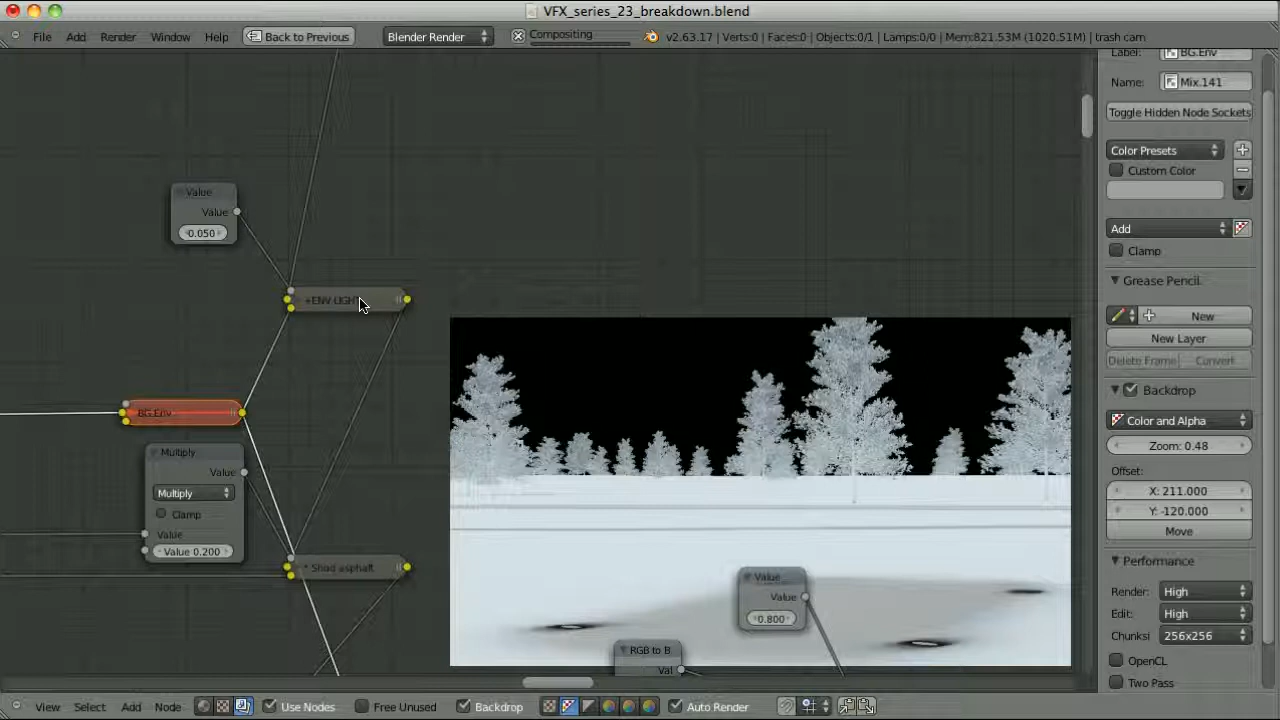 VFX_series_23_breakdown.blend
File Add Render Window Help Back to Previous Blender Render Compositing v2.63.17 | Verts:0 | Faces:0 | Objects:0/1 | Lamps:0/0 | Mem:821.53M (1020.51M) | trash cam
Label: BG.Env
Name: Mix.141
Toggle Hidden Node Sockets
Color Presets
Custom Color
Add
Clamp
Grease Pencil
New
New Layer
Delete Frame Convert
Backdrop
Color and Alpha
Zoom: 0.48
Offset:
X: 211.000
Y: -120.000
Move
Performance
Render: High
Edit: High
Chunksi 256x256
OpenCL
Two Pass
Value
Value
0.050
+ENV LIGH
BG.Env
Multiply
Value
Multiply
Clamp
Value
Value 0.200
* Shad asphalt
Value
Value
0.800
RGB to B
Val
View Select Add Node Use Nodes Free Unused Backdrop Auto Render